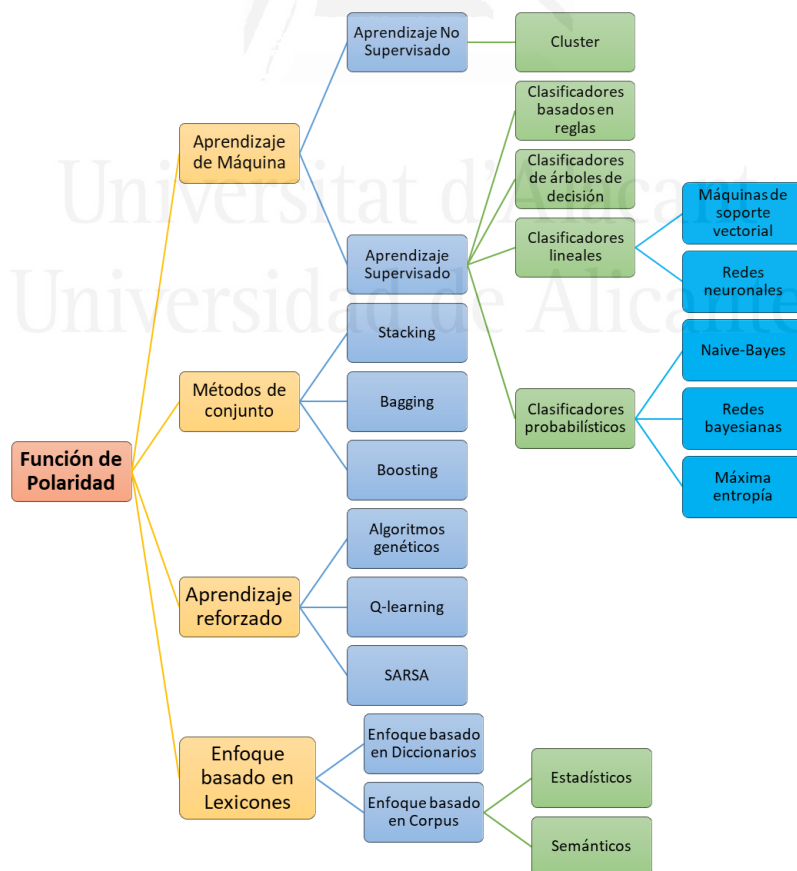 Aprendizaje No
Supervisado
Cluster
Clasificadores
basados en
reglas
Aprendizaje
de Máquina
Clasificadores
de árboles de
decisión
Máquinas de
soporte
vectorial
Aprendizaje
Supervisado
Clasificadores
lineales
Redes
neuronales
Universitat d'Alacant
Universidad de Alicante
Stacking
Naive-Bayes
Métodos de
conjunto
Bagging
Clasificadores
probabilísticos
Redes
bayesianas
Función de
Polaridad
Boosting
Máxima
entropía
Algoritmos
genéticos
Aprendizaje
reforzado
Q-learning
SARSA
Enfoque
basado en
Lexicones
Enfoque basado
en Diccionarios
Enfoque basado
en Corpus
Estadísticos
Semánticos